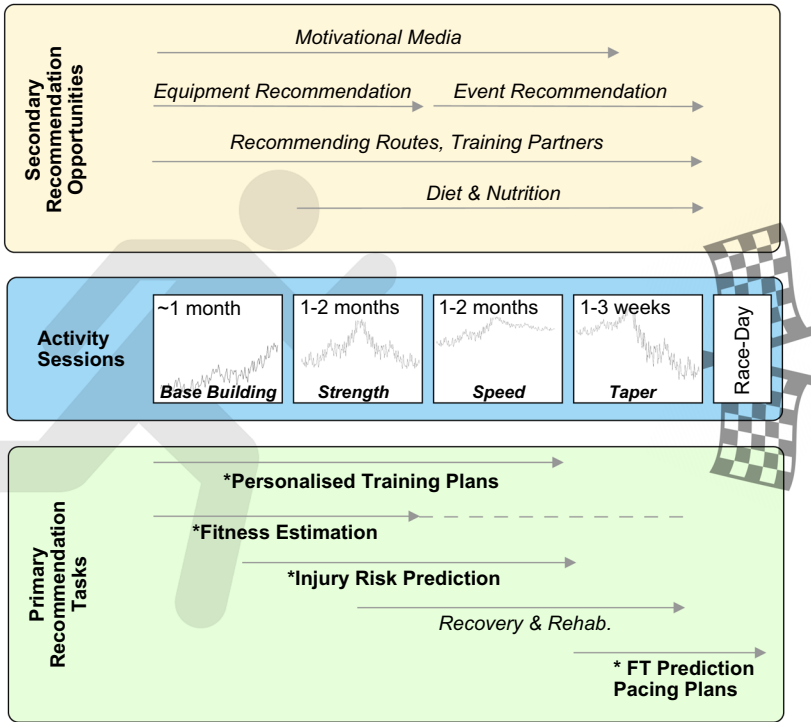 Secondary
Recommendation
Opportunities
Motivational Media
Equipment Recommendation
Event Recommendation
Recommending Routes, Training Partners
Diet & Nutrition
Activity
Sessions
~1 month
Base Building
1-2 months
Strength
1-2 months
Speed
1-3 weeks
Taper
Race-Day
Primary
Recommendation
Tasks
*Personalised Training Plans
*Fitness Estimation
*Injury Risk Prediction
Recovery & Rehab.
* FT Prediction
Pacing Plans